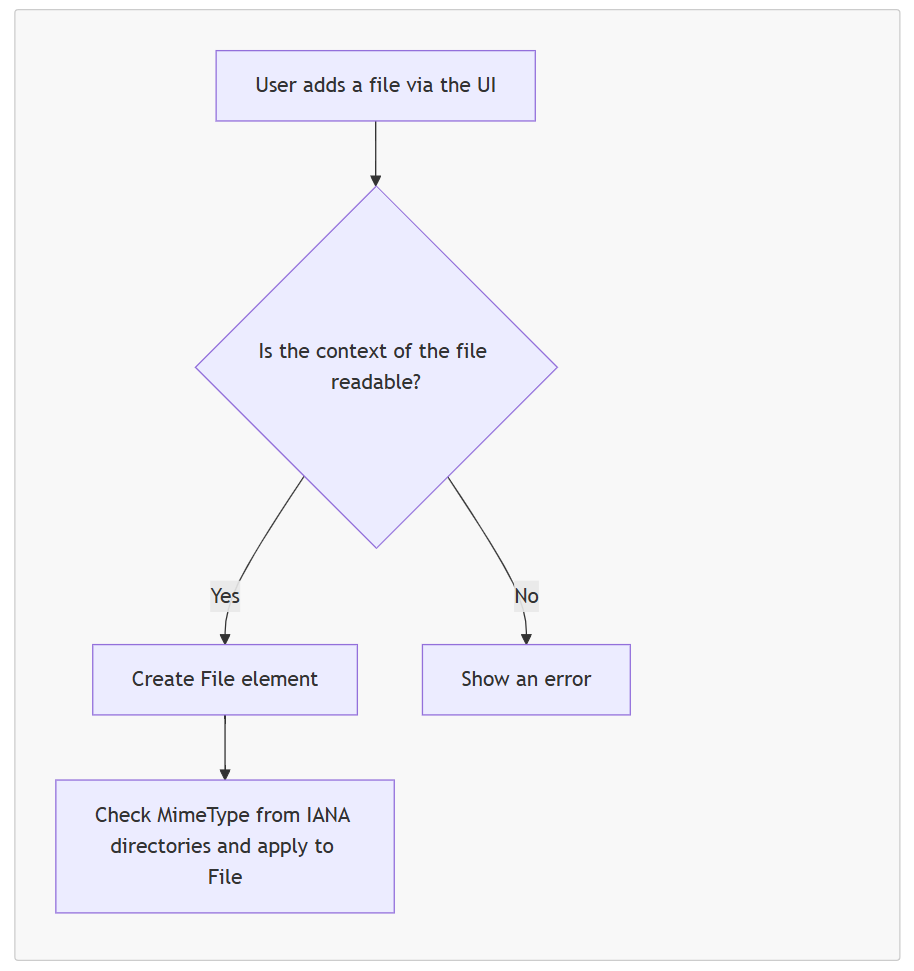 User adds a file via the UI
Is the context of the file
readable?
Yes
No
Create File element
Show an error
Check MimeType from IANA
directories and apply to
File